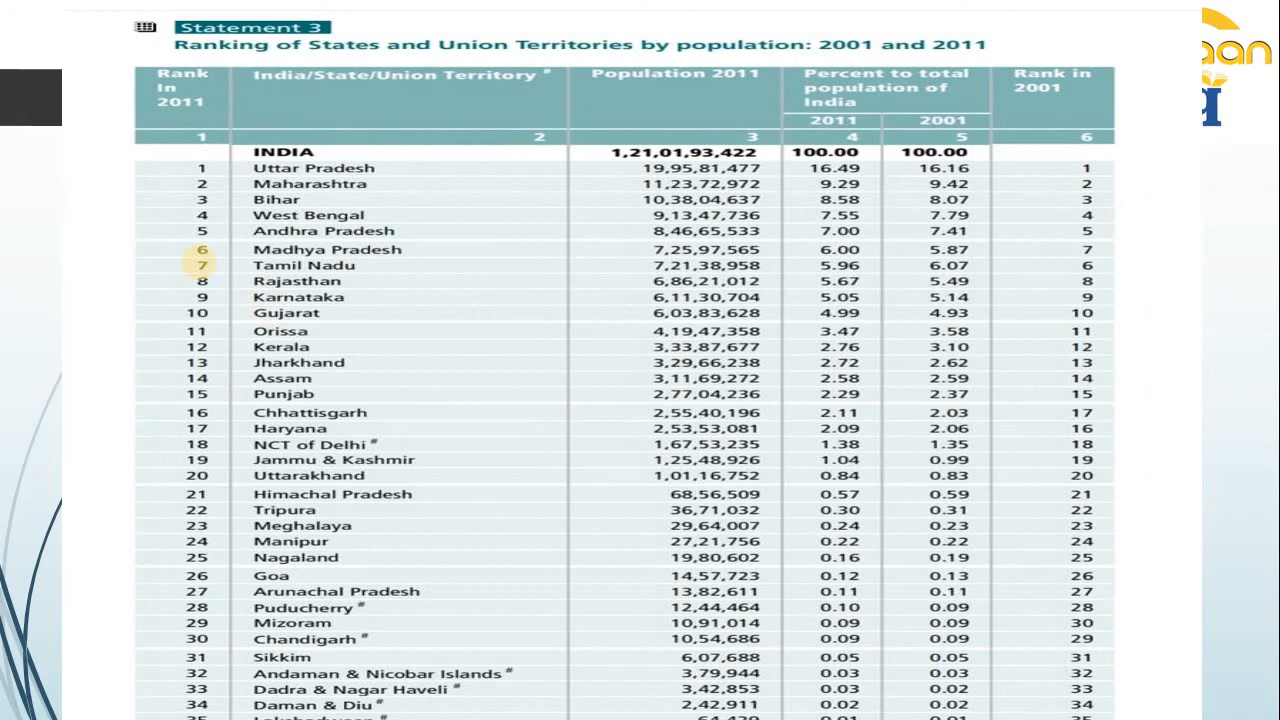 Statement 3
Ranking of States and Union Territories by population: 2001 and 2011
Rank In 2011 India/State/Union Territory # Population 2011 Percent to total population of India Rank in 2001
2011 2001
1 2 3 4 5 6
INDIA 1,21,01,93,422 100.00 100.00
1 Uttar Pradesh 19,95,81,477 16.49 16.16 1
2 Maharashtra 11,23,72,972 9.29 9.42 2
3 Bihar 10,38,04,637 8.58 8.07 3
4 West Bengal 9,13,47,736 7.55 7.79 4
5 Andhra Pradesh 8,46,65,533 7.00 7.41 5
6 Madhya Pradesh 7,25,97,565 6.00 5.87 7
7 Tamil Nadu 7,21,38,958 5.96 6.07 6
8 Rajasthan 6,86,21,012 5.67 5.49 8
9 Karnataka 6,11,30,704 5.05 5.14 9
10 Gujarat 6,03,83,628 4.99 4.93 10
11 Orissa 4,19,47,358 3.47 3.58 11
12 Kerala 3,33,87,677 2.76 3.10 12
13 Jharkhand 3,29,66,238 2.72 2.62 13
14 Assam 3,11,69,272 2.58 2.59 14
15 Punjab 2,77,04,236 2.29 2.37 15
16 Chhattisgarh 2,55,40,196 2.11 2.03 17
17 Haryana 2,53,53,081 2.09 2.06 16
18 NCT of Delhi # 1,67,53,235 1.38 1.35 18
19 Jammu & Kashmir 1,25,48,926 1.04 0.99 19
20 Uttarakhand 1,01,16,752 0.84 0.83 20
21 Himachal Pradesh 68,56,509 0.57 0.59 21
22 Tripura 36,71,032 0.30 0.31 22
23 Meghalaya 29,64,007 0.24 0.23 23
24 Manipur 27,21,756 0.22 0.22 24
25 Nagaland 19,80,602 0.16 0.19 25
26 Goa 14,57,723 0.12 0.13 26
27 Arunachal Pradesh 13,82,611 0.11 0.11 27
28 Puducherry # 12,44,464 0.10 0.09 28
29 Mizoram 10,91,014 0.09 0.09 30
30 Chandigarh # 10,54,686 0.09 0.09 29
31 Sikkim 6,07,688 0.05 0.05 31
32 Andaman & Nicobar Islands # 3,79,944 0.03 0.03 32
33 Dadra & Nagar Haveli # 3,42,853 0.03 0.02 33
34 Daman & Diu # 2,42,911 0.02 0.02 34